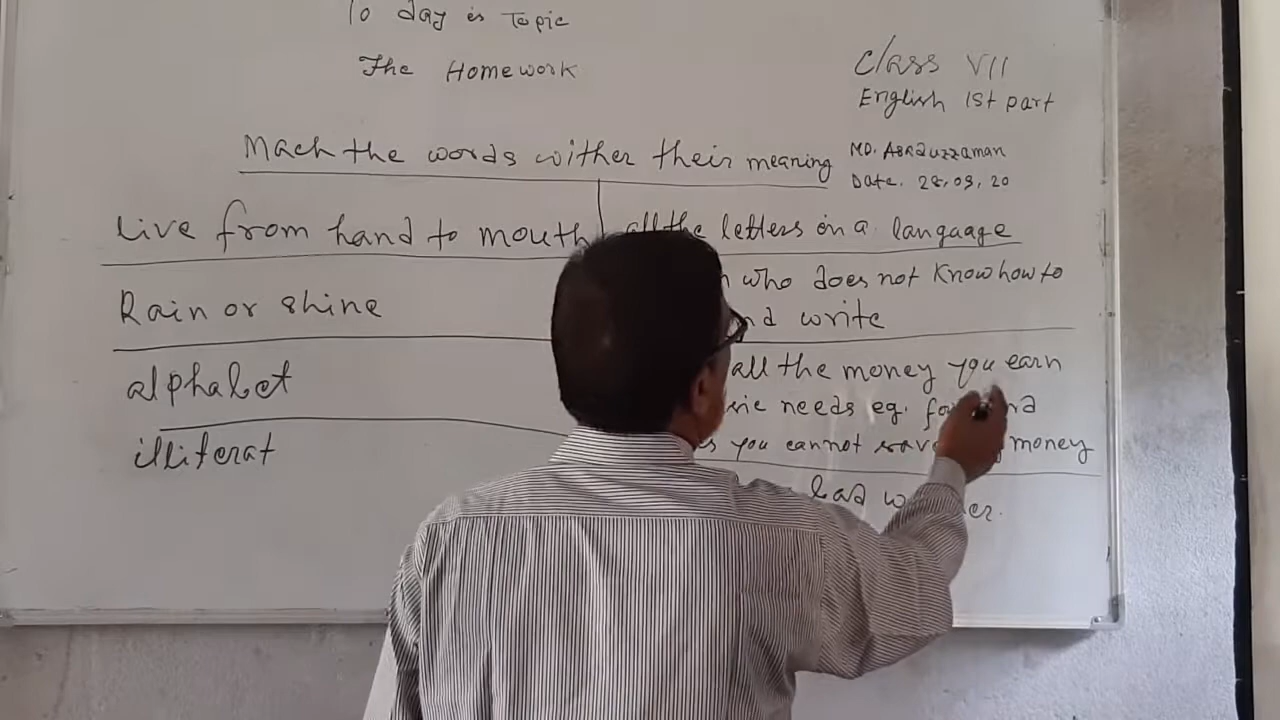 To day is Topic
The Homework
Class VII
English 1st part
Mach the words wither their meaning
MD. Asaduzzaman
Date. 28,09,20
Live from hand to mouth
all the letters in a language
who does not know how to
write
Rain or shine
alphabet
all the money you earn
needs eg.
you cannot money
illiterat
bad